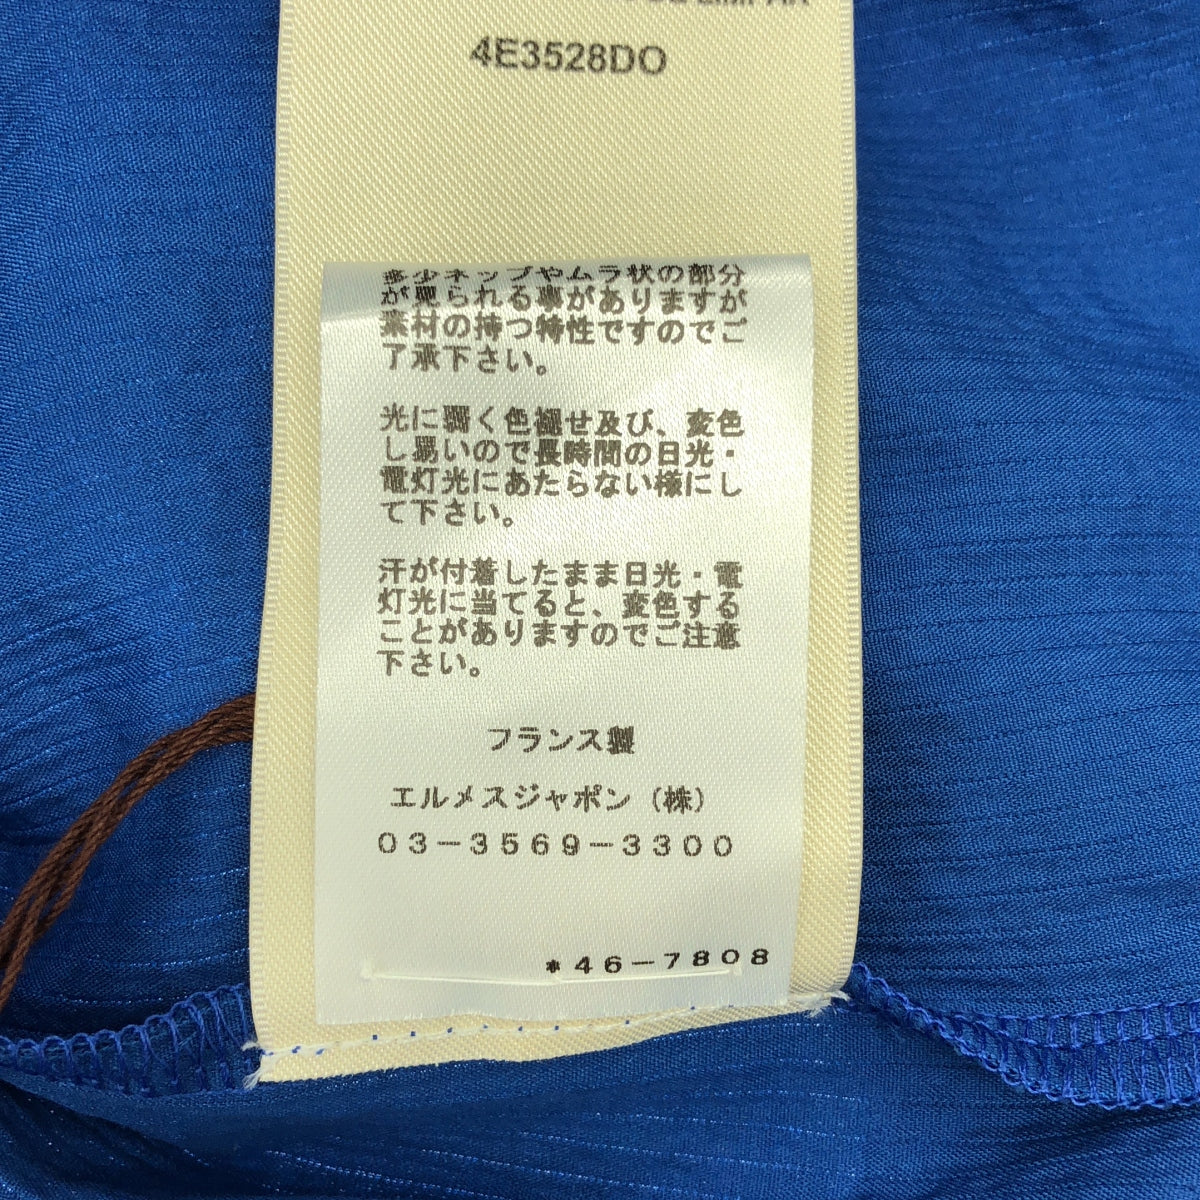 4E3528DO
多少ネップやムラ状の部分
が見られる事がありますが
素材の持つ特性ですのでご
了承下さい。
光に弱く色褪せ及び、変色
し易いので長時間の日光・
電灯光にあたらない様にし
て下さい。
汗が付着したまま日光・電
灯光に当てると、変色する
ことがありますのでご注意
下さい。
フランス製
エルメスジャポン（株）
03-3569-3300
*46-7808